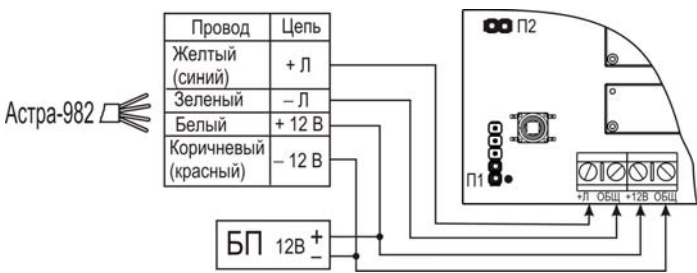 Провод Цепь
Желтый (синий) + Л
Зеленый – Л
Белый + 12 В
Коричневый (красный) – 12 В
Астра-982
БП 12В + –
П2
П1
+Л ОБЩ +12В ОБЩ